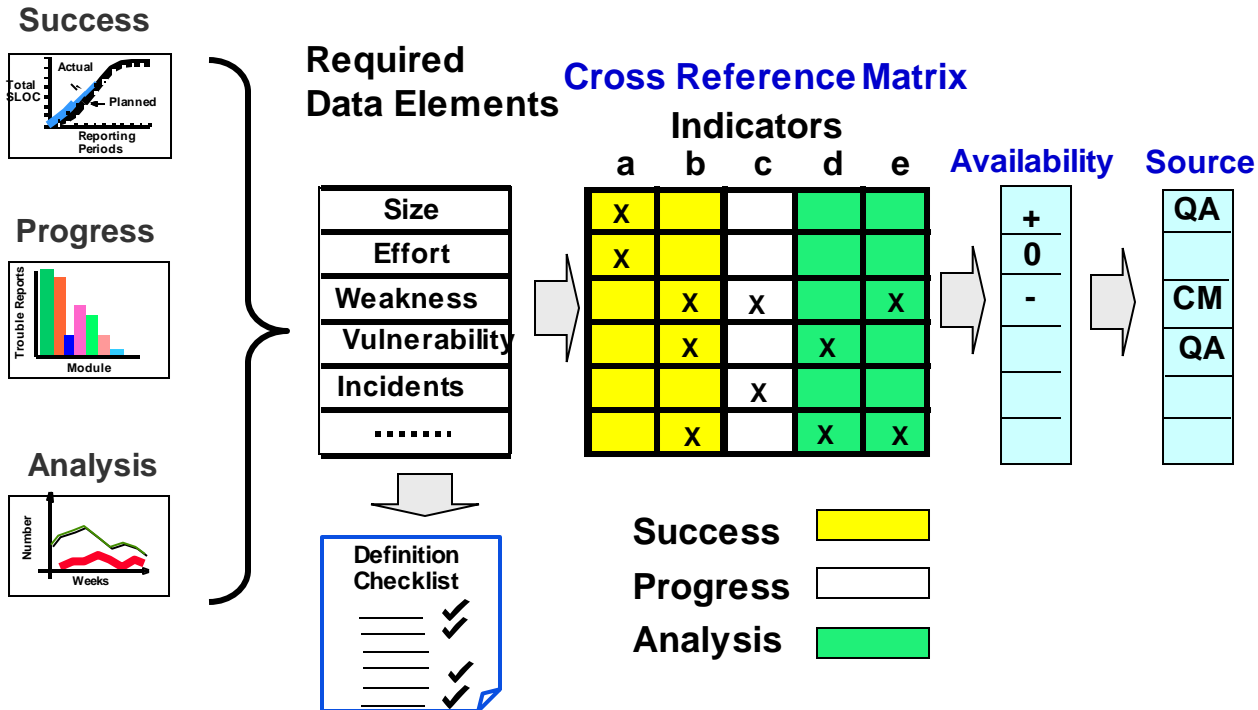 Success
Actual
Total
SLOC
Planned
Reporting
Periods
Progress
Trouble Reports
Module
Analysis
Number
Weeks
Required
Data Elements
Size
Effort
Weakness
Vulnerability
Incidents
........
Definition
Checklist
Cross Reference Matrix
Indicators
a b c d e
X
X
X X X
X X
X
X X X
Success
Progress
Analysis
Availability
+
0
-
Source
QA
CM
QA